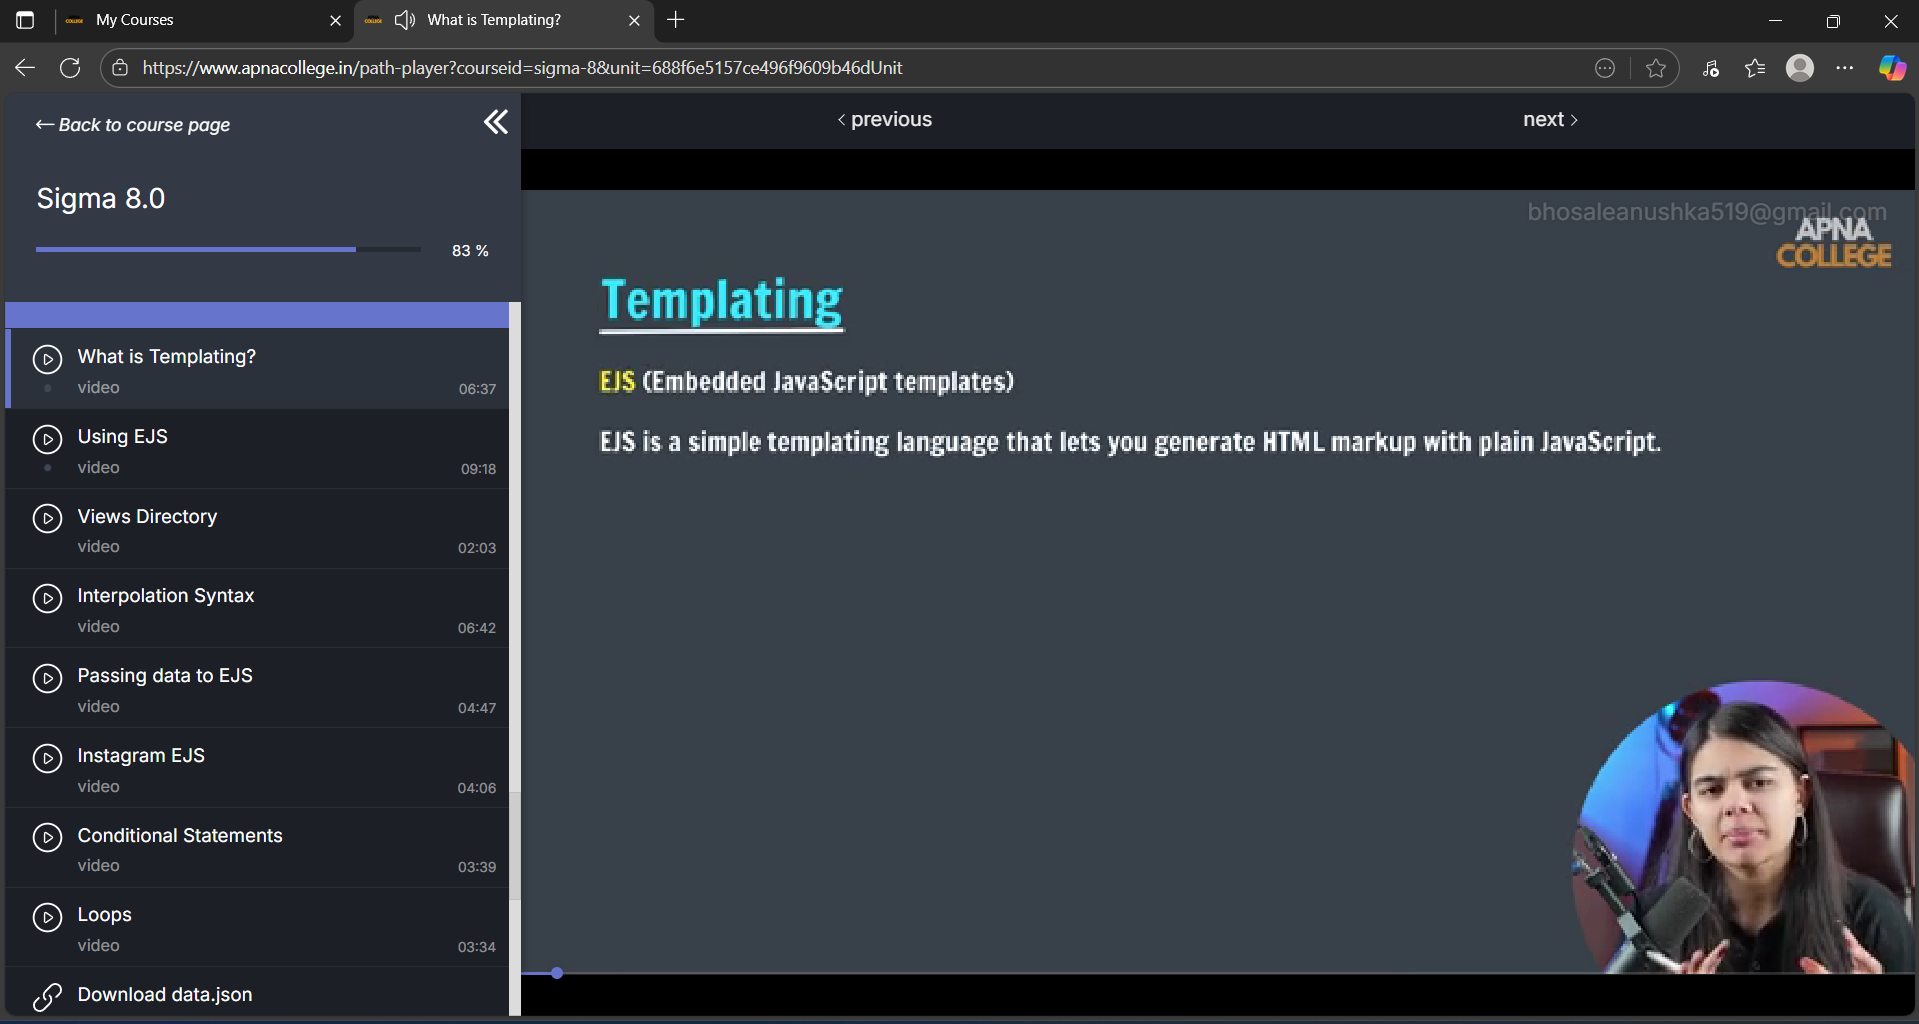 My Courses
What is Templating?
https://www.apnacollege.in/path-player?courseid=sigma-8&unit=688f6e5157ce496f9609b46dUnit
← Back to course page
Sigma 8.0
83 %
What is Templating?
video
06:37
Using EJS
video
09:18
Views Directory
video
02:03
Interpolation Syntax
video
06:42
Passing data to EJS
video
04:47
Instagram EJS
video
04:06
Conditional Statements
video
03:39
Loops
video
03:34
Download data.json
‹ previous
next ›
bhosaleanushka519@gmail.com
APNA
COLLEGE
Templating
EJS (Embedded JavaScript templates)
EJS is a simple templating language that lets you generate HTML markup with plain JavaScript.